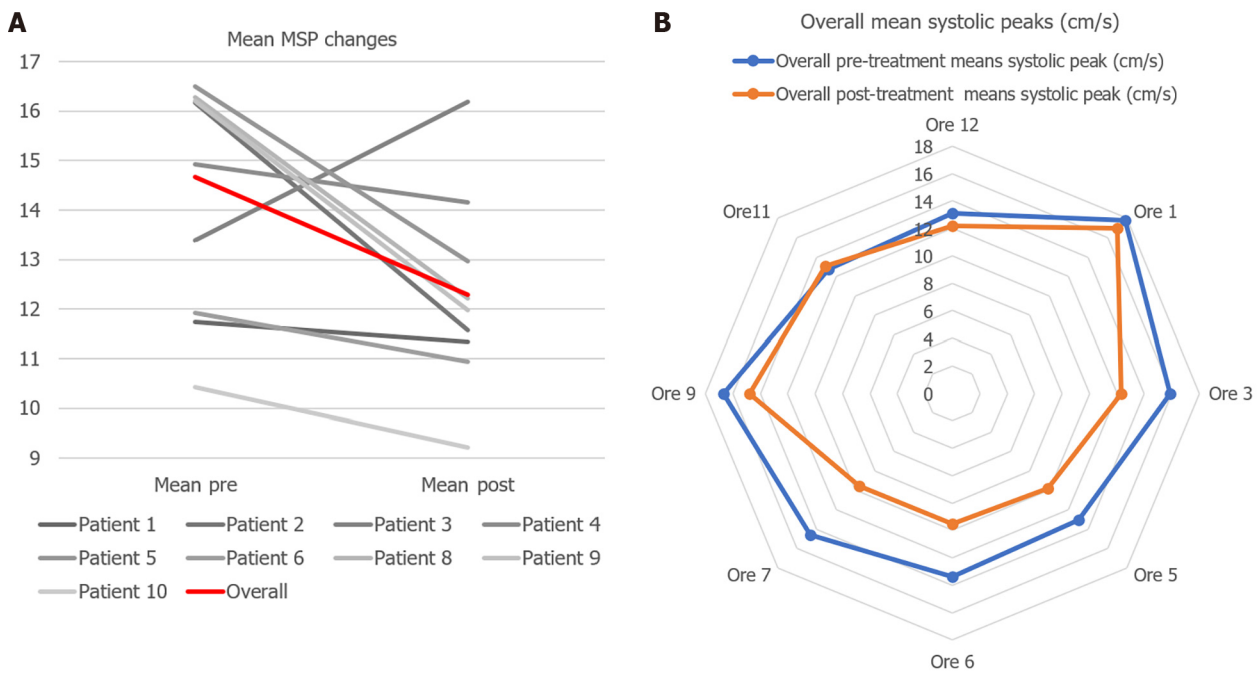 A
Mean MSP changes
17
16
15
14
13
12
11
10
9
Mean pre Mean post
Patient 1 Patient 2 Patient 3 Patient 4
Patient 5 Patient 6 Patient 8 Patient 9
Patient 10 Overall
B
Overall mean systolic peaks (cm/s)
Overall pre-treatment means systolic peak (cm/s)
Overall post-treatment means systolic peak (cm/s)
Ore 12
Ore 1
Ore 3
Ore 5
Ore 6
Ore 7
Ore 9
Ore11
18
16
14
12
10
8
6
4
2
0